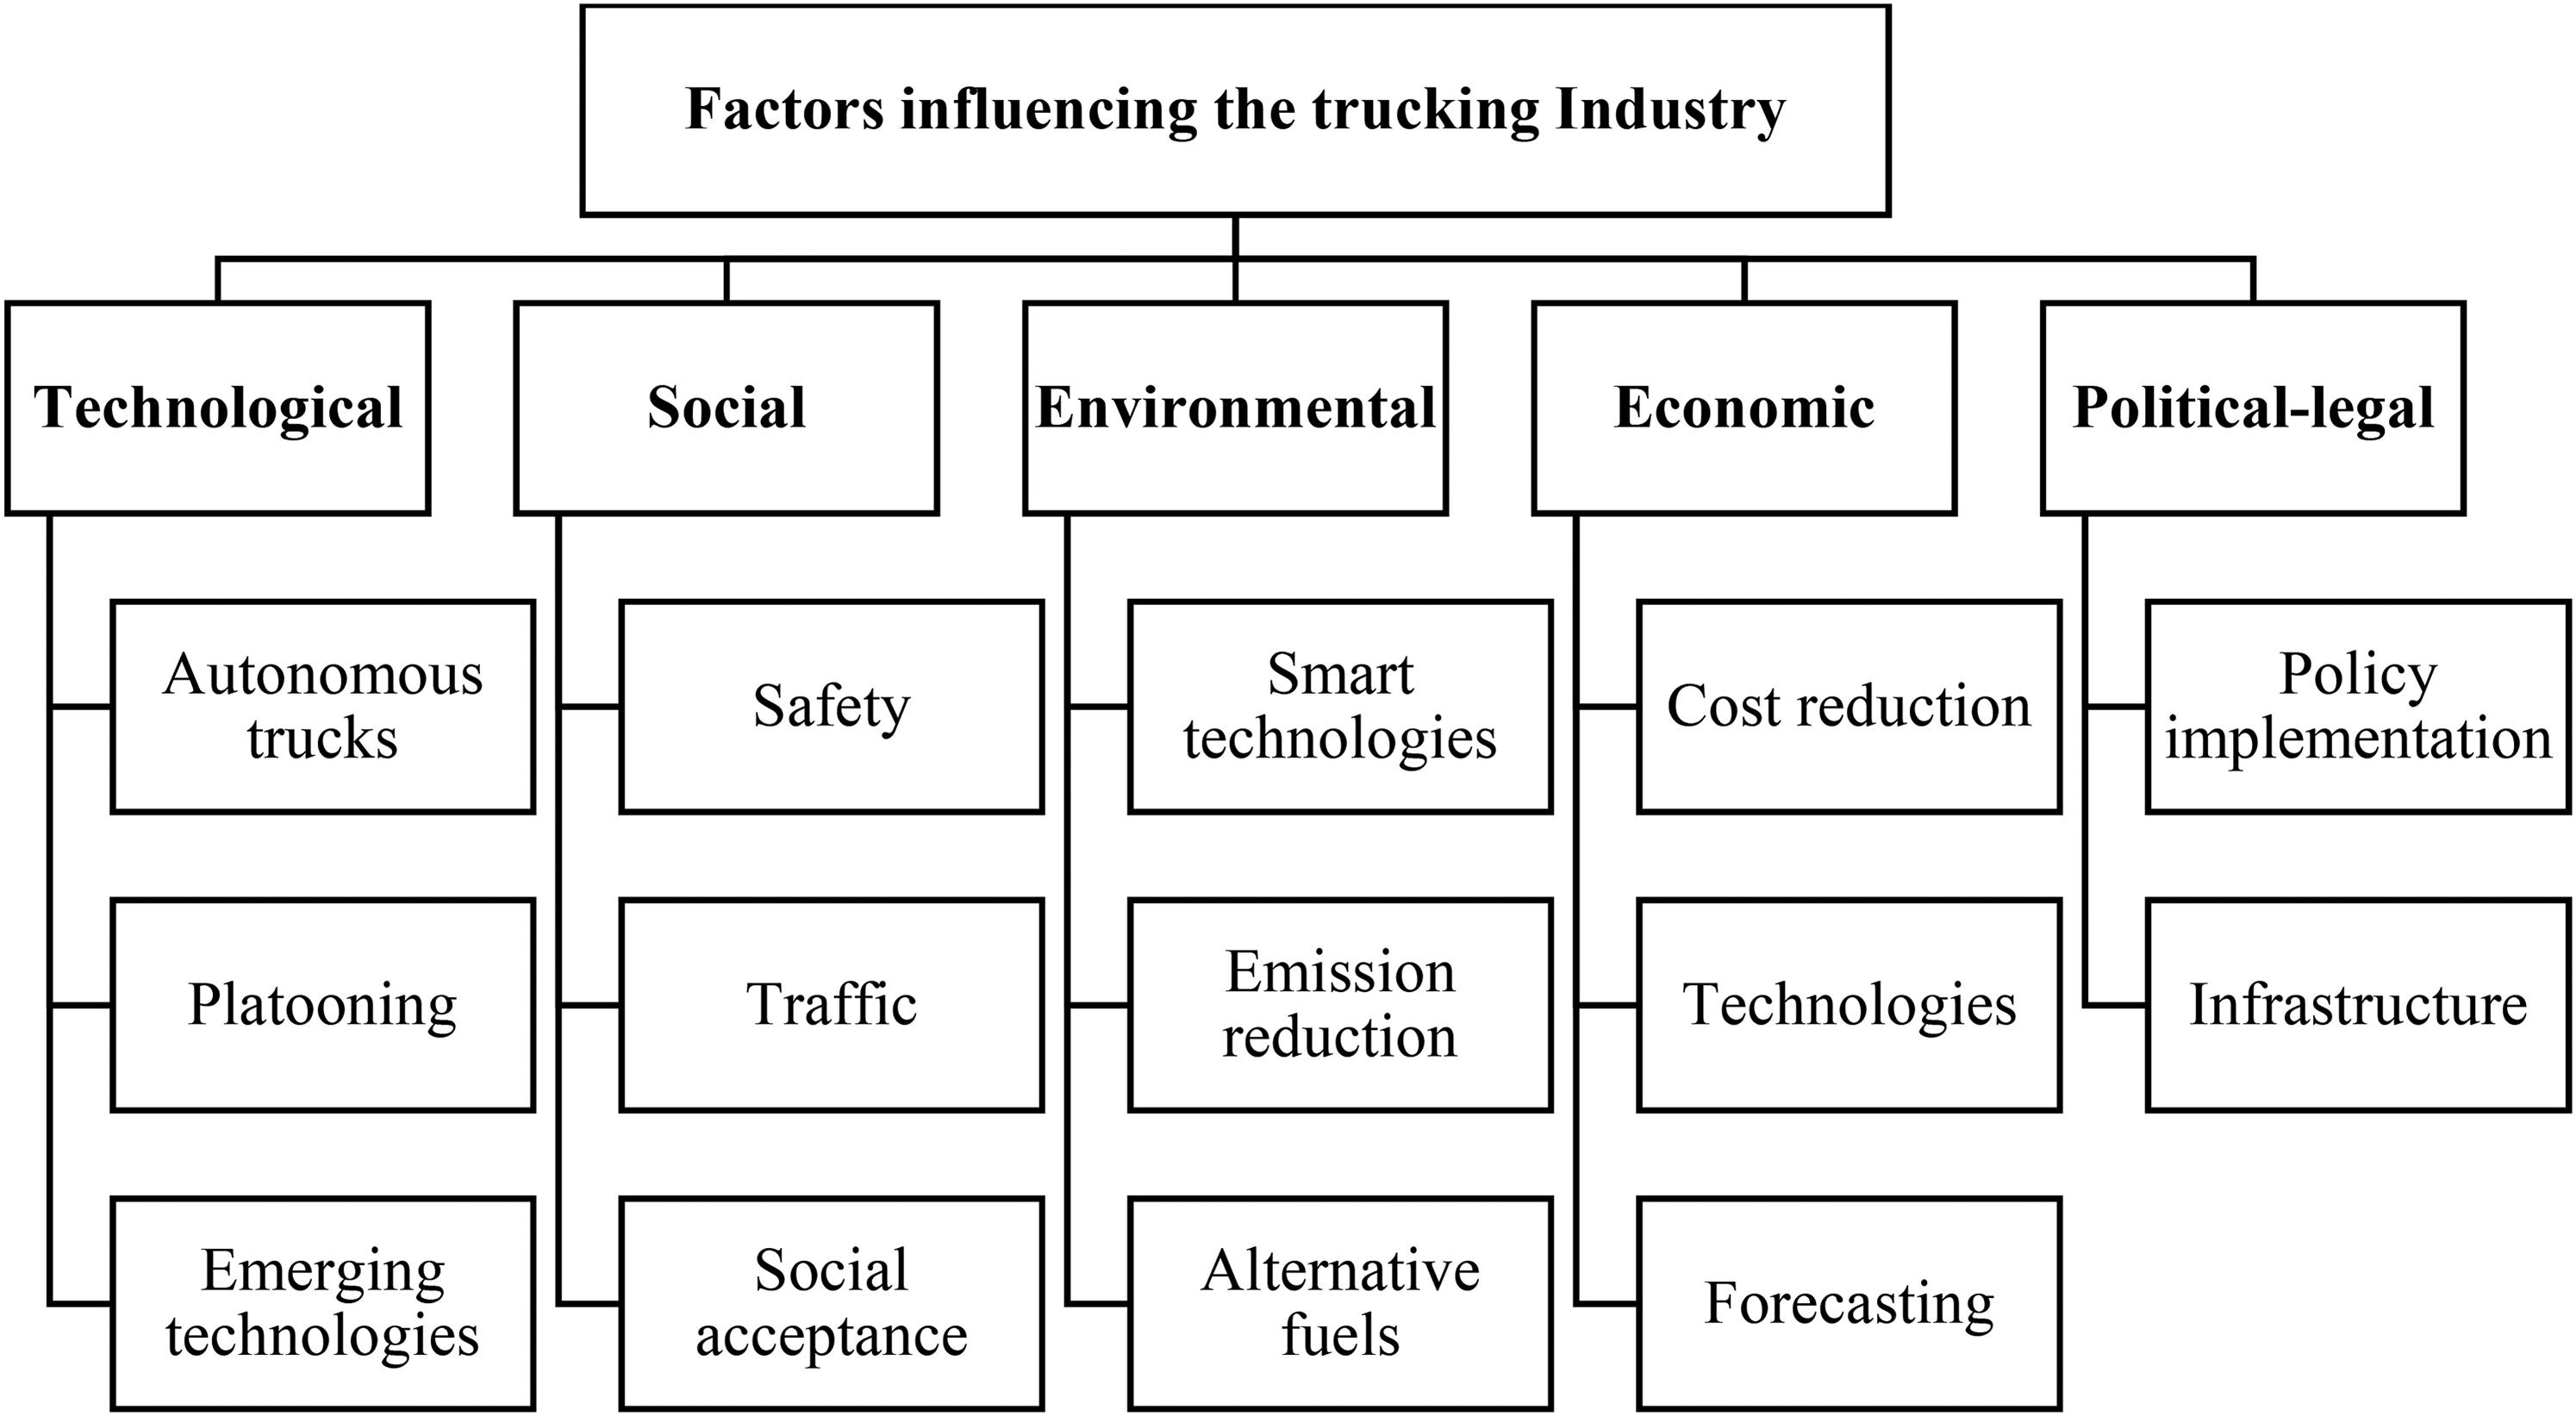 Factors influencing the trucking Industry
Technological
Social
Environmental
Economic
Political-legal
Autonomous
trucks
Safety
Smart
technologies
Cost reduction
Policy
implementation
Platooning
Traffic
Emission
reduction
Technologies
Infrastructure
Emerging
technologies
Social
acceptance
Alternative
fuels
Forecasting